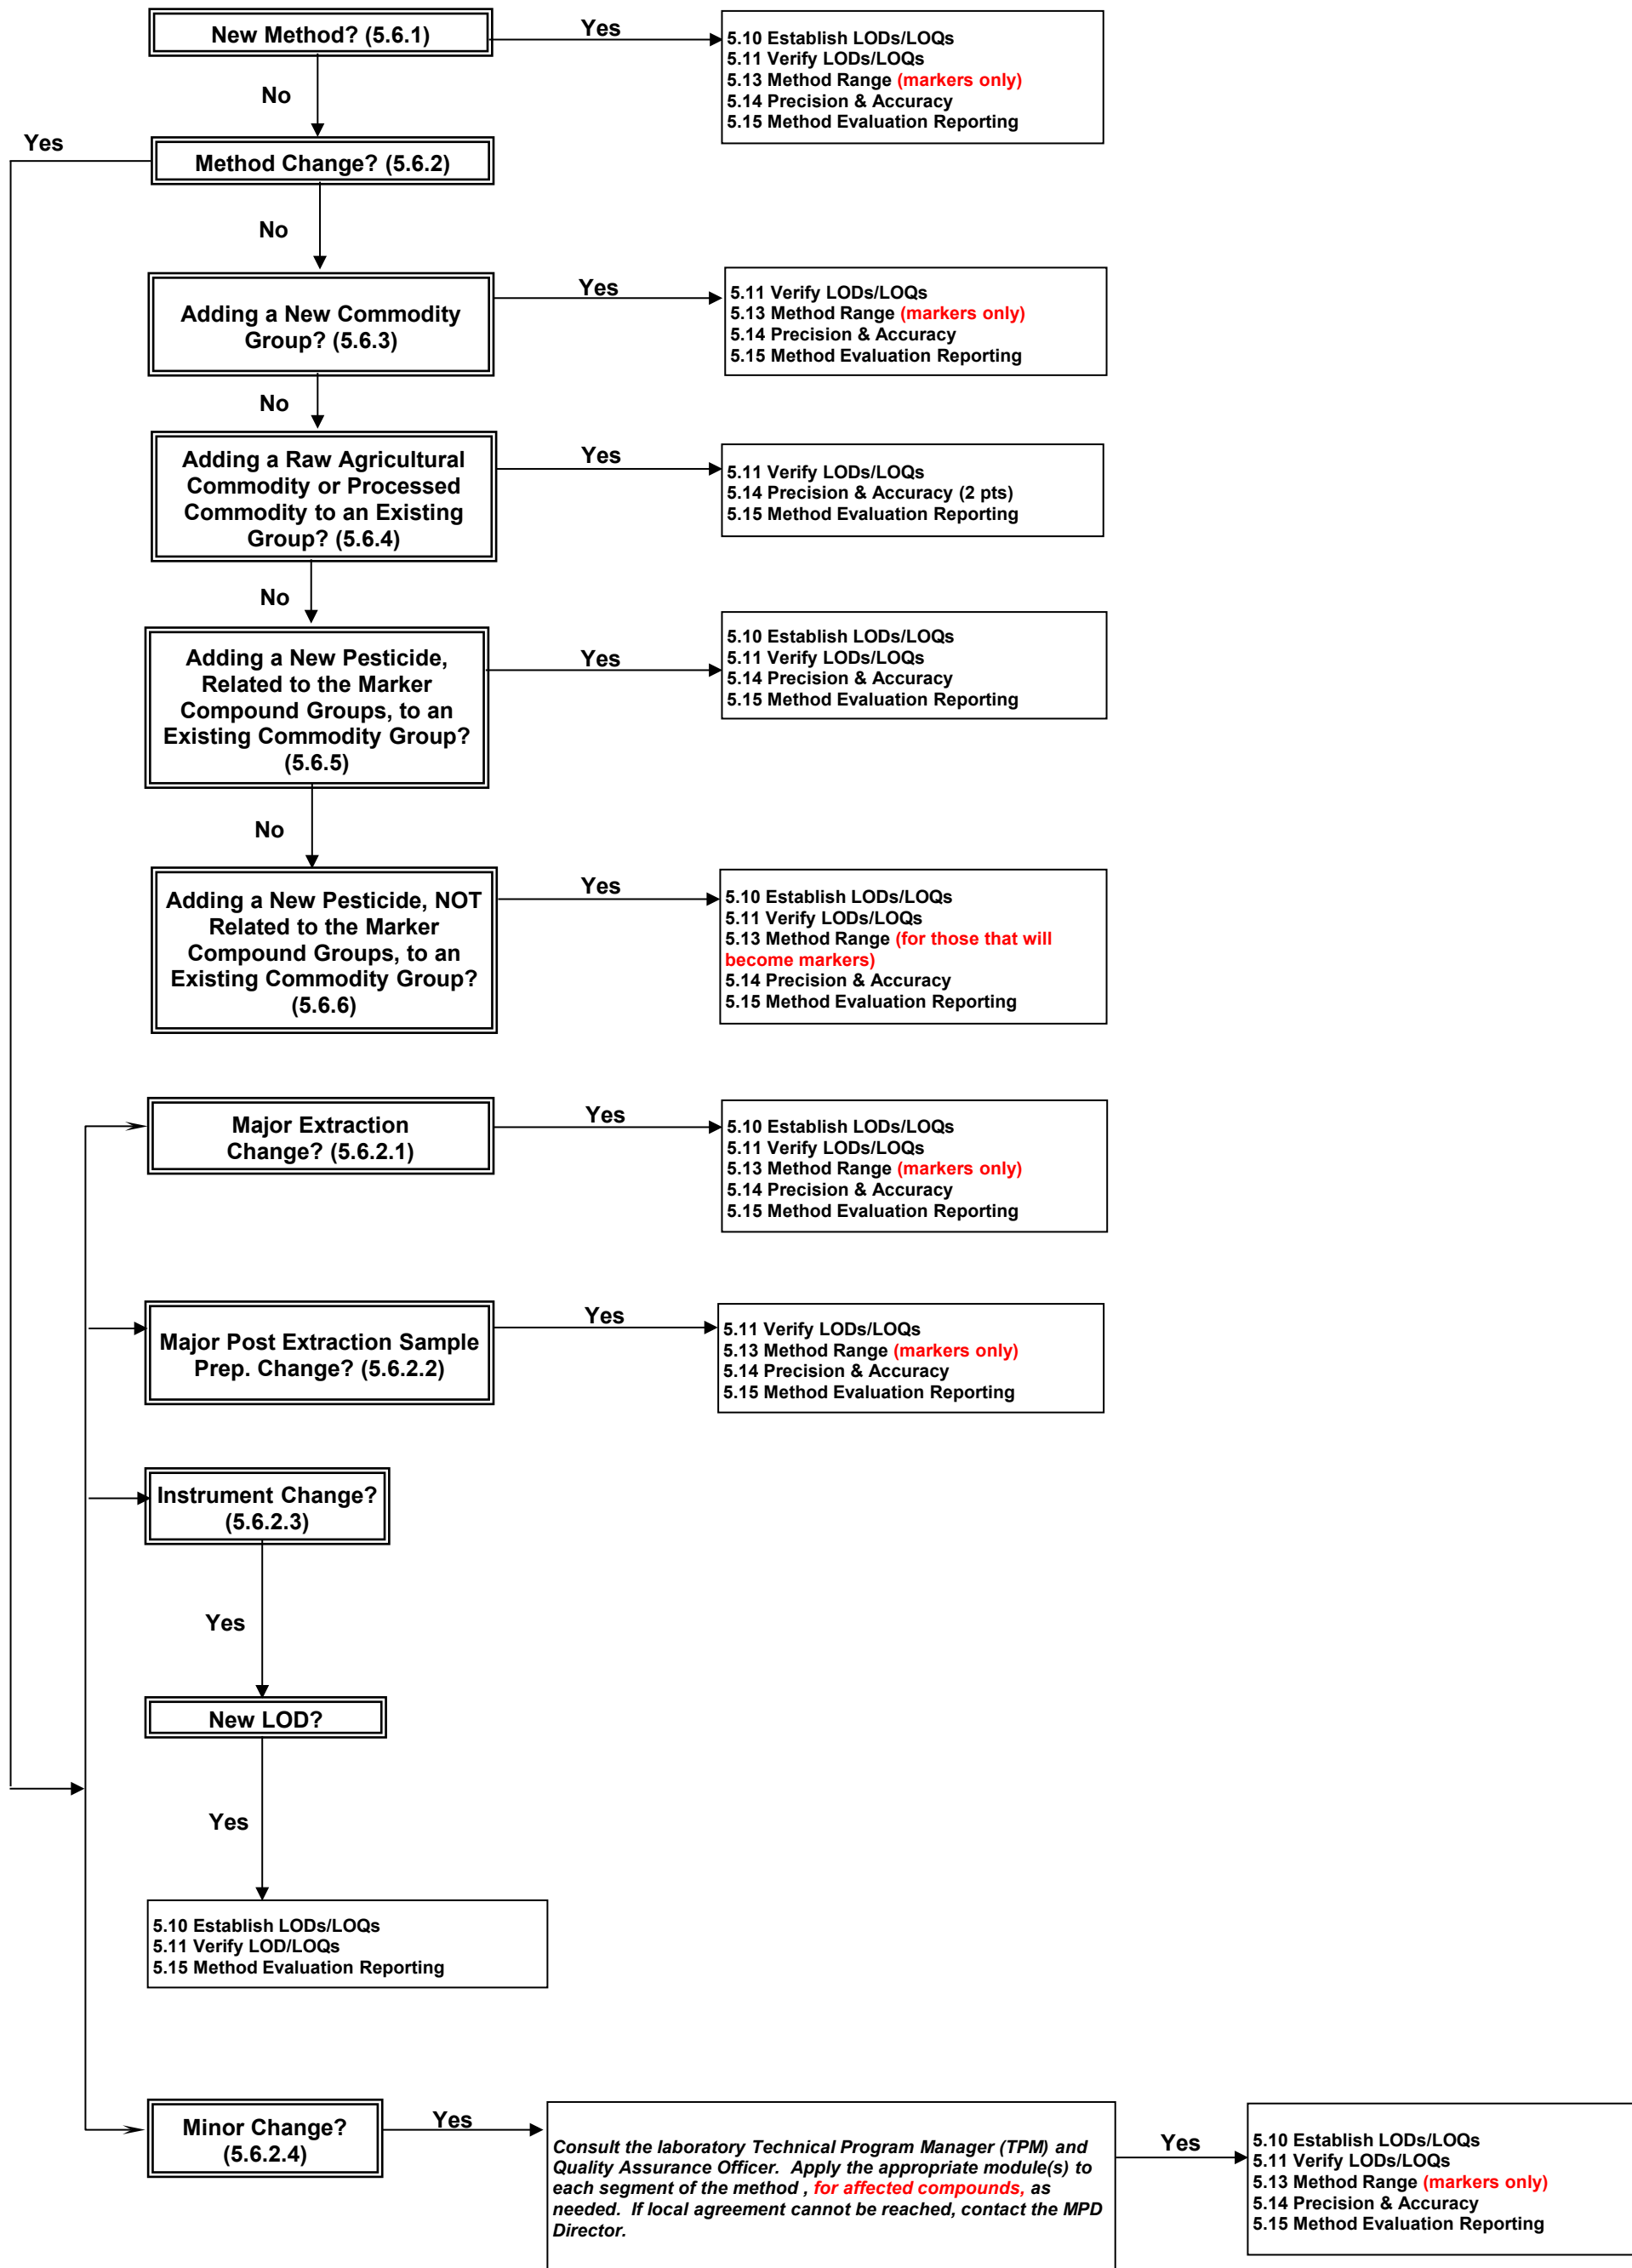 New Method? (5.6.1)
Yes
5.10 Establish LODs/LOQs
5.11 Verify LODs/LOQs
5.13 Method Range (markers only)
5.14 Precision & Accuracy
5.15 Method Evaluation Reporting
No
Yes
Method Change? (5.6.2)
No
Adding a New Commodity
Group? (5.6.3)
Yes
5.11 Verify LODs/LOQs
5.13 Method Range (markers only)
5.14 Precision & Accuracy
5.15 Method Evaluation Reporting
No
Adding a Raw Agricultural
Commodity or Processed
Commodity to an Existing
Group? (5.6.4)
Yes
5.11 Verify LODs/LOQs
5.14 Precision & Accuracy (2 pts)
5.15 Method Evaluation Reporting
No
Adding a New Pesticide,
Related to the Marker
Compound Groups, to an
Existing Commodity Group?
(5.6.5)
Yes
5.10 Establish LODs/LOQs
5.11 Verify LODs/LOQs
5.14 Precision & Accuracy
5.15 Method Evaluation Reporting
No
Adding a New Pesticide, NOT
Related to the Marker
Compound Groups, to an
Existing Commodity Group?
(5.6.6)
Yes
5.10 Establish LODs/LOQs
5.11 Verify LODs/LOQs
5.13 Method Range (for those that will
become markers)
5.14 Precision & Accuracy
5.15 Method Evaluation Reporting
Major Extraction
Change? (5.6.2.1)
Yes
5.10 Establish LODs/LOQs
5.11 Verify LODs/LOQs
5.13 Method Range (markers only)
5.14 Precision & Accuracy
5.15 Method Evaluation Reporting
Major Post Extraction Sample
Prep. Change? (5.6.2.2)
Yes
5.11 Verify LODs/LOQs
5.13 Method Range (markers only)
5.14 Precision & Accuracy
5.15 Method Evaluation Reporting
Instrument Change?
(5.6.2.3)
Yes
New LOD?
Yes
5.10 Establish LODs/LOQs
5.11 Verify LOD/LOQs
5.15 Method Evaluation Reporting
Minor Change?
(5.6.2.4)
Yes
Consult the laboratory Technical Program Manager (TPM) and
Quality Assurance Officer. Apply the appropriate module(s) to
each segment of the method , for affected compounds, as
needed. If local agreement cannot be reached, contact the MPD
Director.
Yes
5.10 Establish LODs/LOQs
5.11 Verify LODs/LOQs
5.13 Method Range (markers only)
5.14 Precision & Accuracy
5.15 Method Evaluation Reporting